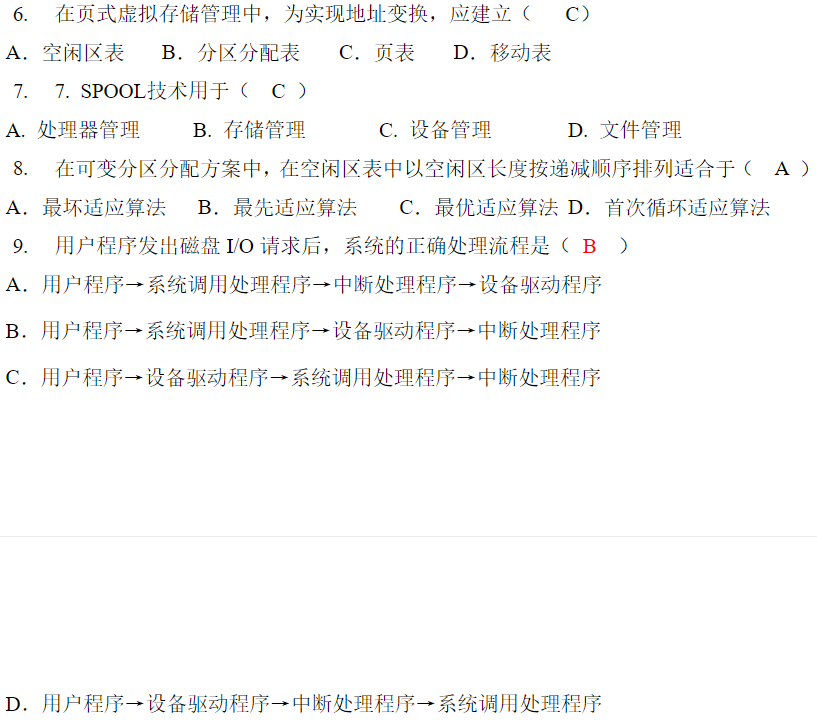 6. 在页式虚拟存储管理中，为实现地址变换，应建立（ C）
A．空闲区表 B．分区分配表 C．页表 D．移动表
7. 7. SPOOL技术用于（ C ）
A. 处理器管理 B. 存储管理 C. 设备管理 D. 文件管理
8. 在可变分区分配方案中，在空闲区表中以空闲区长度按递减顺序排列适合于（ A ）
A．最坏适应算法 B．最先适应算法 C．最优适应算法 D．首次循环适应算法
9. 用户程序发出磁盘 I/O 请求后，系统的正确处理流程是（ B ）
A．用户程序→系统调用处理程序→中断处理程序→设备驱动程序
B．用户程序→系统调用处理程序→设备驱动程序→中断处理程序
C．用户程序→设备驱动程序→系统调用处理程序→中断处理程序
D．用户程序→设备驱动程序→中断处理程序→系统调用处理程序